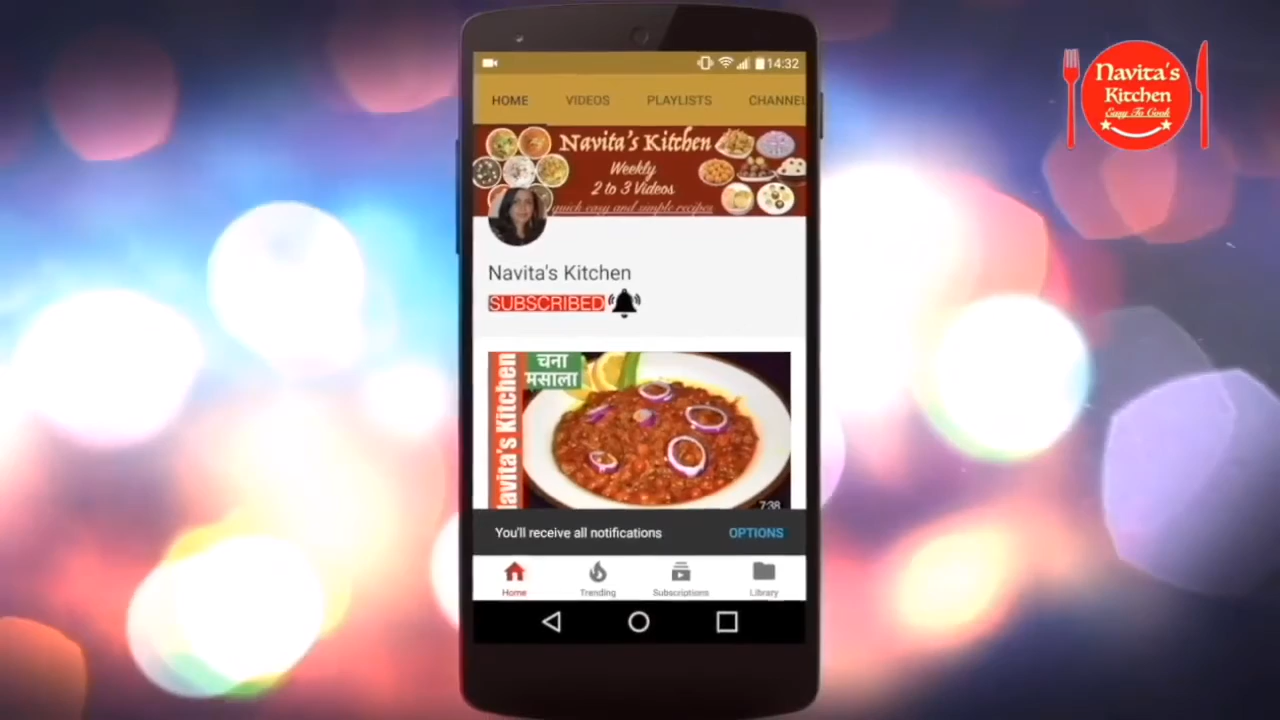 14:32
HOME VIDEOS PLAYLISTS CHANNEL
Navita's Kitchen
Weekly
2 to 3 Videos
quick easy and simple recipes
Navita's Kitchen
SUBSCRIBED
चना
मसाला
Navita's Kitchen
7:38
You'll receive all notifications OPTIONS
Home Trending Subscriptions Library
Navita's
Kitchen
Easy To Cook